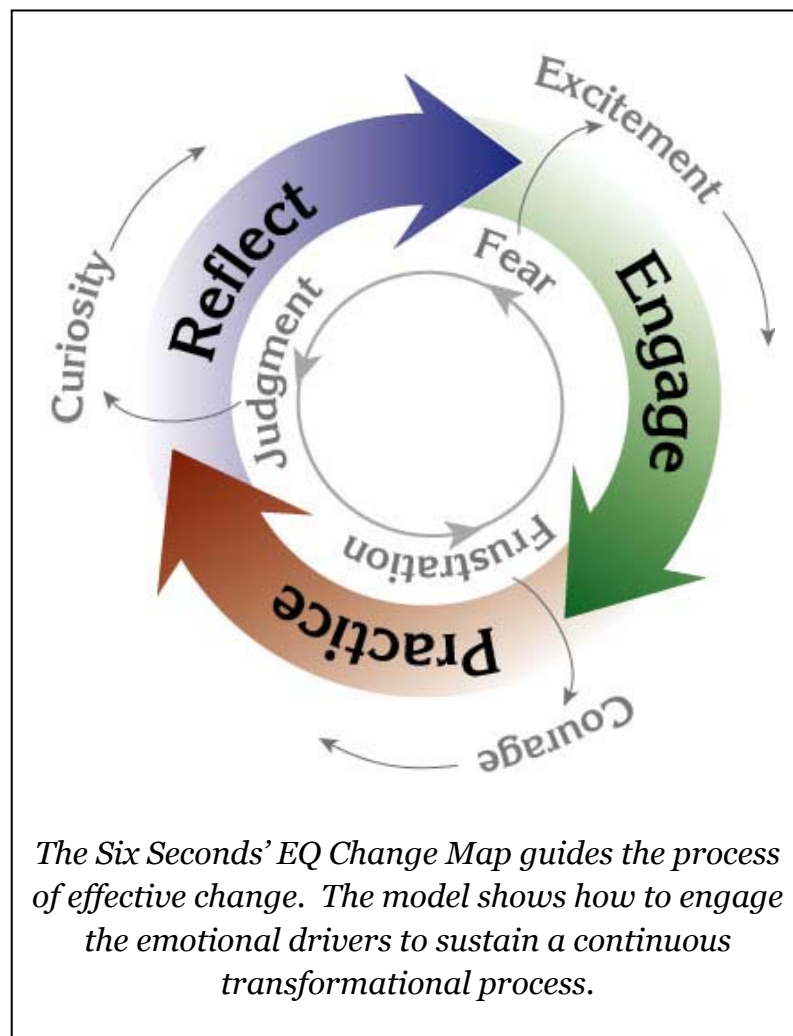 Excitement
Reflect
Fear
Engage
Curiosity
Judgment
Frustration
Practice
Courage
The Six Seconds’ EQ Change Map guides the process
of effective change. The model shows how to engage
the emotional drivers to sustain a continuous
transformational process.